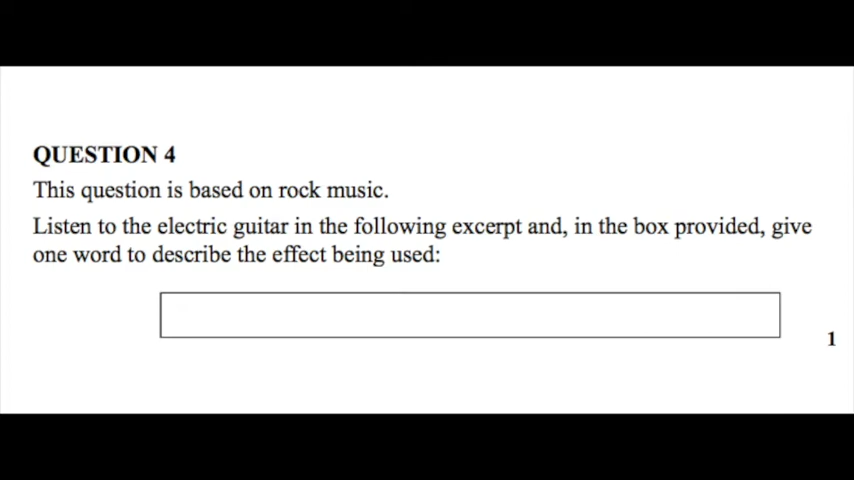 QUESTION 4
This question is based on rock music.
Listen to the electric guitar in the following excerpt and, in the box provided, give
one word to describe the effect being used:
1